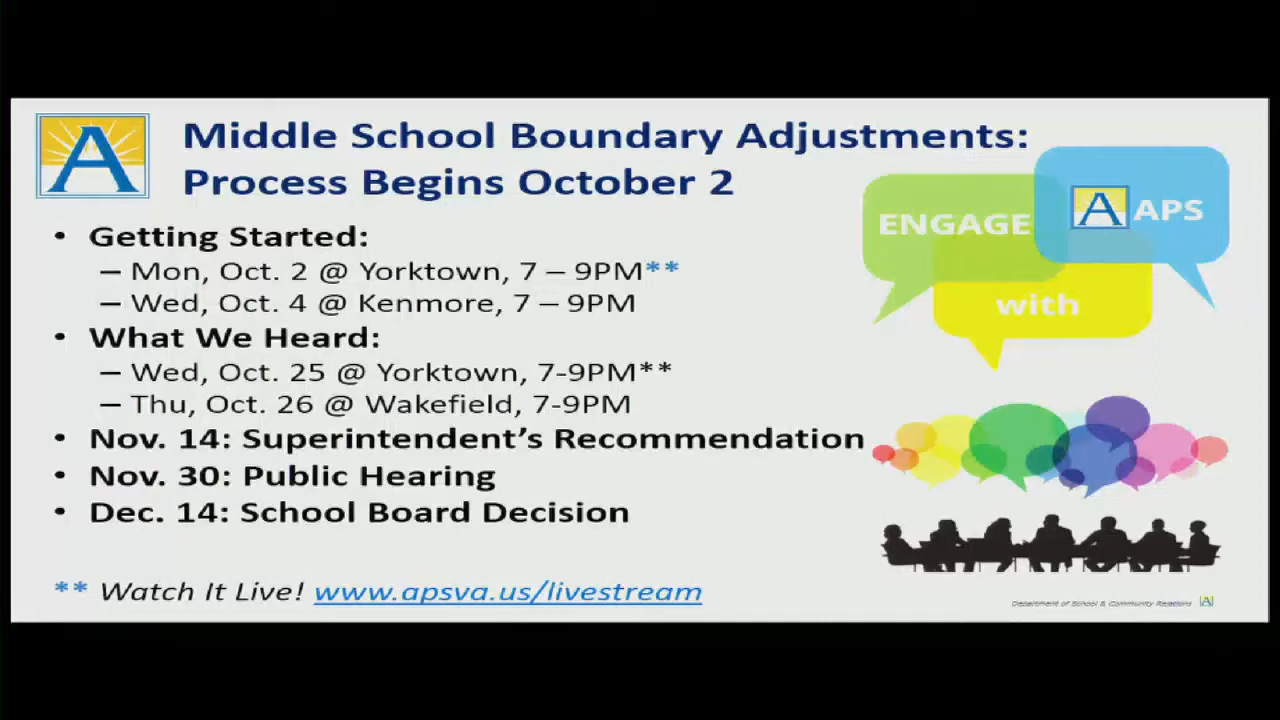 Middle School Boundary Adjustments:
Process Begins October 2
• Getting Started:
– Mon, Oct. 2 @ Yorktown, 7 – 9PM**
– Wed, Oct. 4 @ Kenmore, 7 – 9PM
• What We Heard:
– Wed, Oct. 25 @ Yorktown, 7-9PM**
– Thu, Oct. 26 @ Wakefield, 7-9PM
• Nov. 14: Superintendent’s Recommendation
• Nov. 30: Public Hearing
• Dec. 14: School Board Decision
** Watch It Live! www.apsva.us/livestream
A
ENGAGE
with
A APS
Department of School & Community Relations A